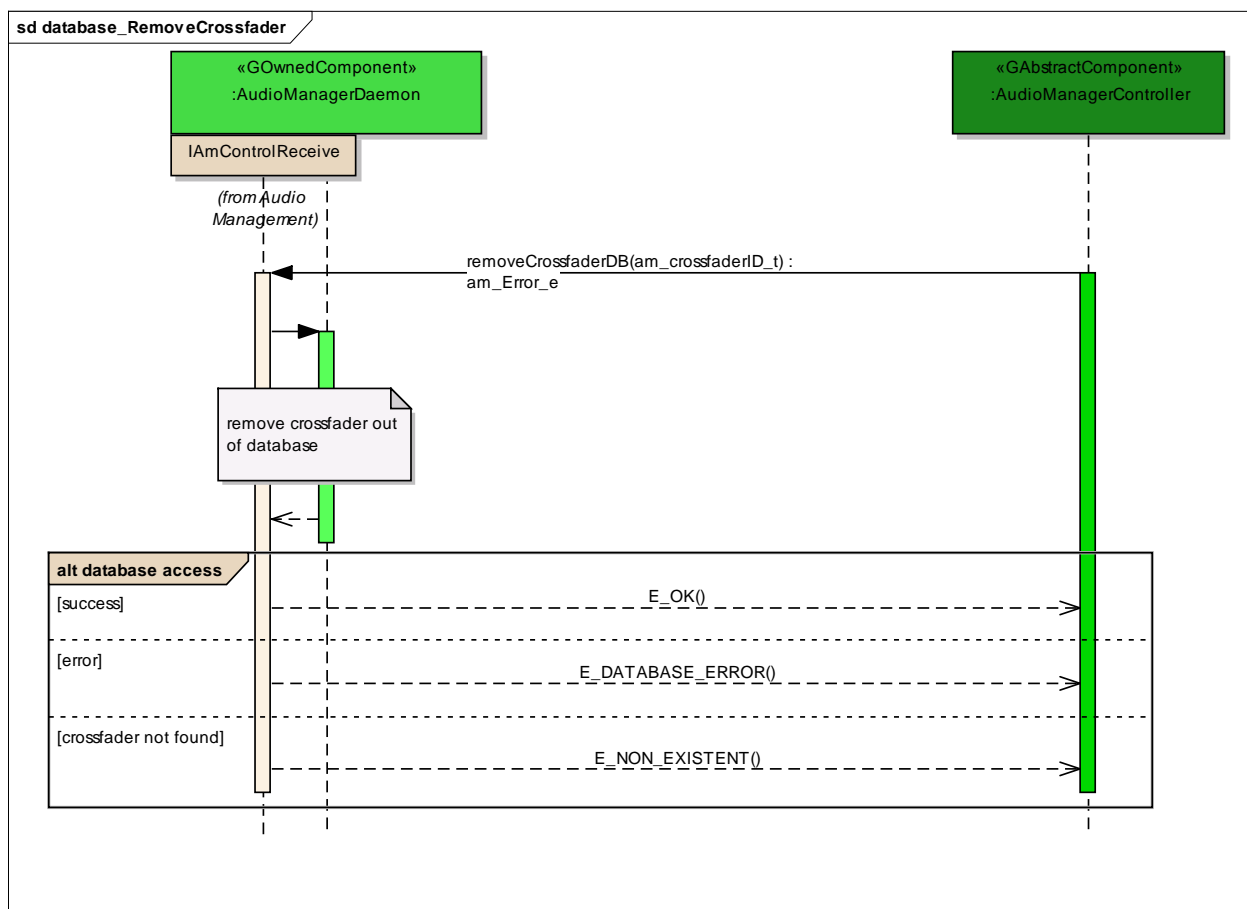 sd database_RemoveCrossfader
«GOwnedComponent»
:AudioManagerDaemon
«GAbstractComponent»
:AudioManagerController
IAmControlReceive
(from Audio
Management)
removeCrossfaderDB(am_crossfaderID_t) :
am_Error_e
remove crossfader out
of database
alt database access
[success]
E_OK()
[error]
E_DATABASE_ERROR()
[crossfader not found]
E_NON_EXISTENT()